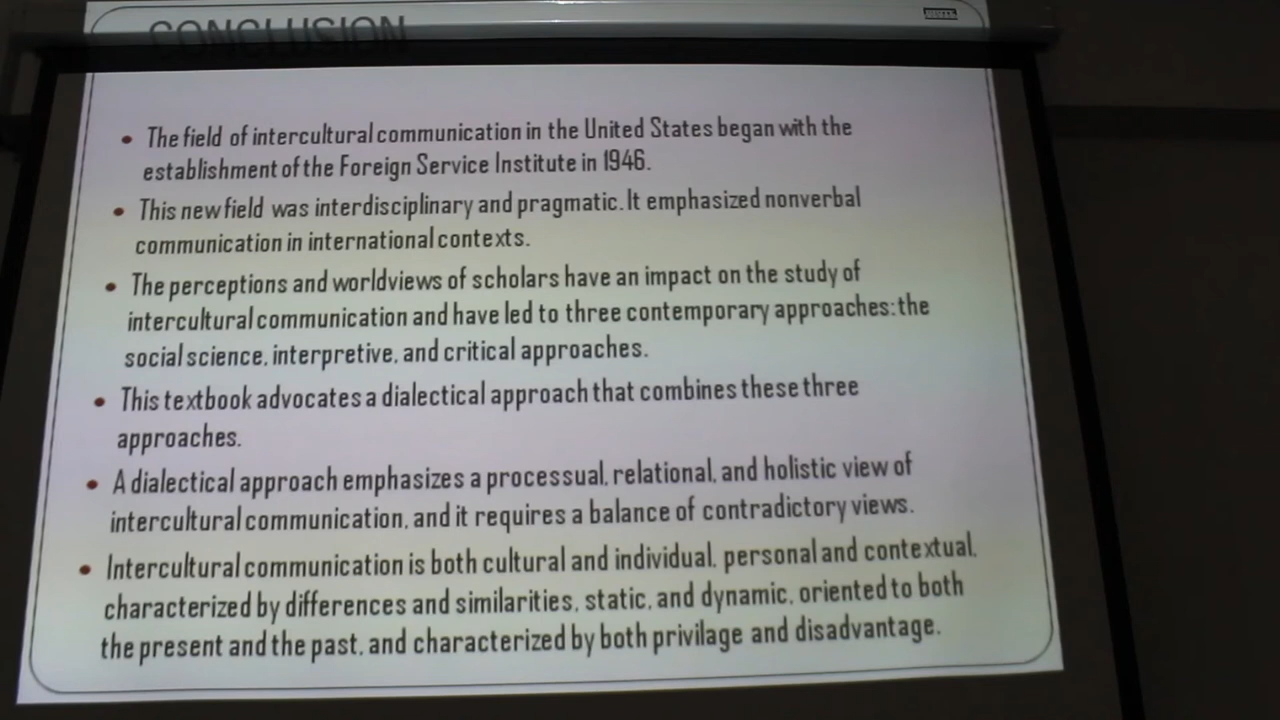 CONCLUSION
• The field of intercultural communication in the United States began with the
establishment of the Foreign Service Institute in 1946.
• This new field was interdisciplinary and pragmatic. It emphasized nonverbal
communication in international contexts.
• The perceptions and worldviews of scholars have an impact on the study of
intercultural communication and have led to three contemporary approaches: the
social science, interpretive, and critical approaches.
• This textbook advocates a dialectical approach that combines these three
approaches.
• A dialectical approach emphasizes a processual, relational, and holistic view of
intercultural communication, and it requires a balance of contradictory views.
• Intercultural communication is both cultural and individual, personal and contextual,
characterized by differences and similarities, static, and dynamic, oriented to both
the present and the past, and characterized by both privilage and disadvantage.